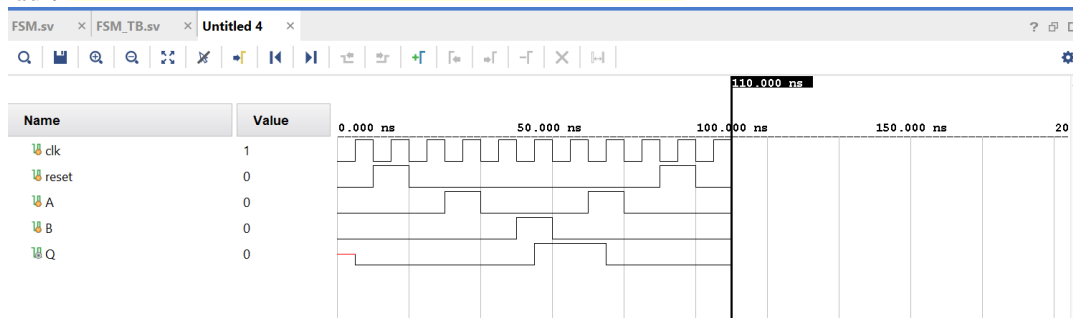 FSM.sv × FSM_TB.sv × Untitled 4 × ?
110.000 ns
Name Value 0.000 ns 50.000 ns 100.000 ns 150.000 ns 20
clk 1
reset 0
A 0
B 0
Q 0